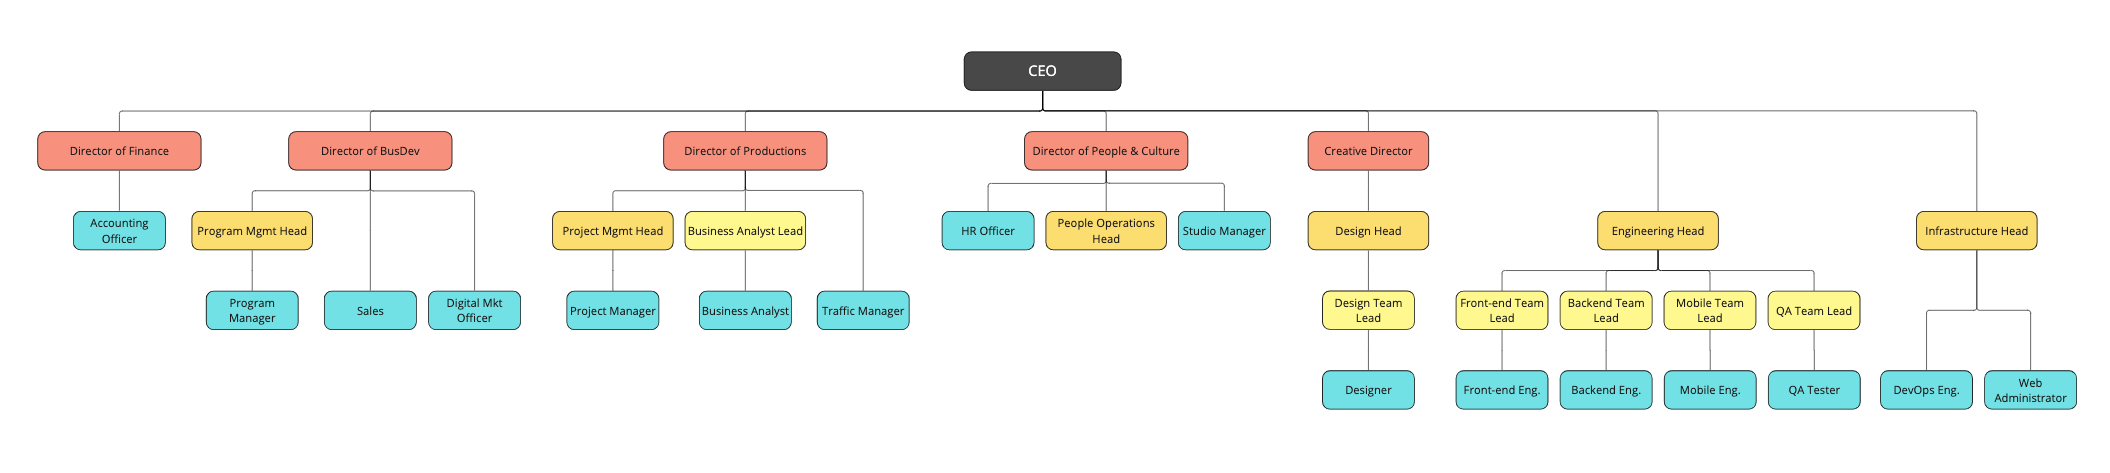 CEO
Director of Finance
Director of BusDev
Director of Productions
Director of People & Culture
Creative Director
Accounting
Officer
Program Mgmt Head
Project Mgmt Head
Business Analyst Lead
HR Officer
People Operations
Head
Studio Manager
Design Head
Engineering Head
Infrastructure Head
Program
Manager
Sales
Digital Mkt
Officer
Project Manager
Business Analyst
Traffic Manager
Design Team
Lead
Front-end Team
Lead
Backend Team
Lead
Mobile Team
Lead
QA Team Lead
Designer
Front-end Eng.
Backend Eng.
Mobile Eng.
QA Tester
DevOps Eng.
Web
Administrator